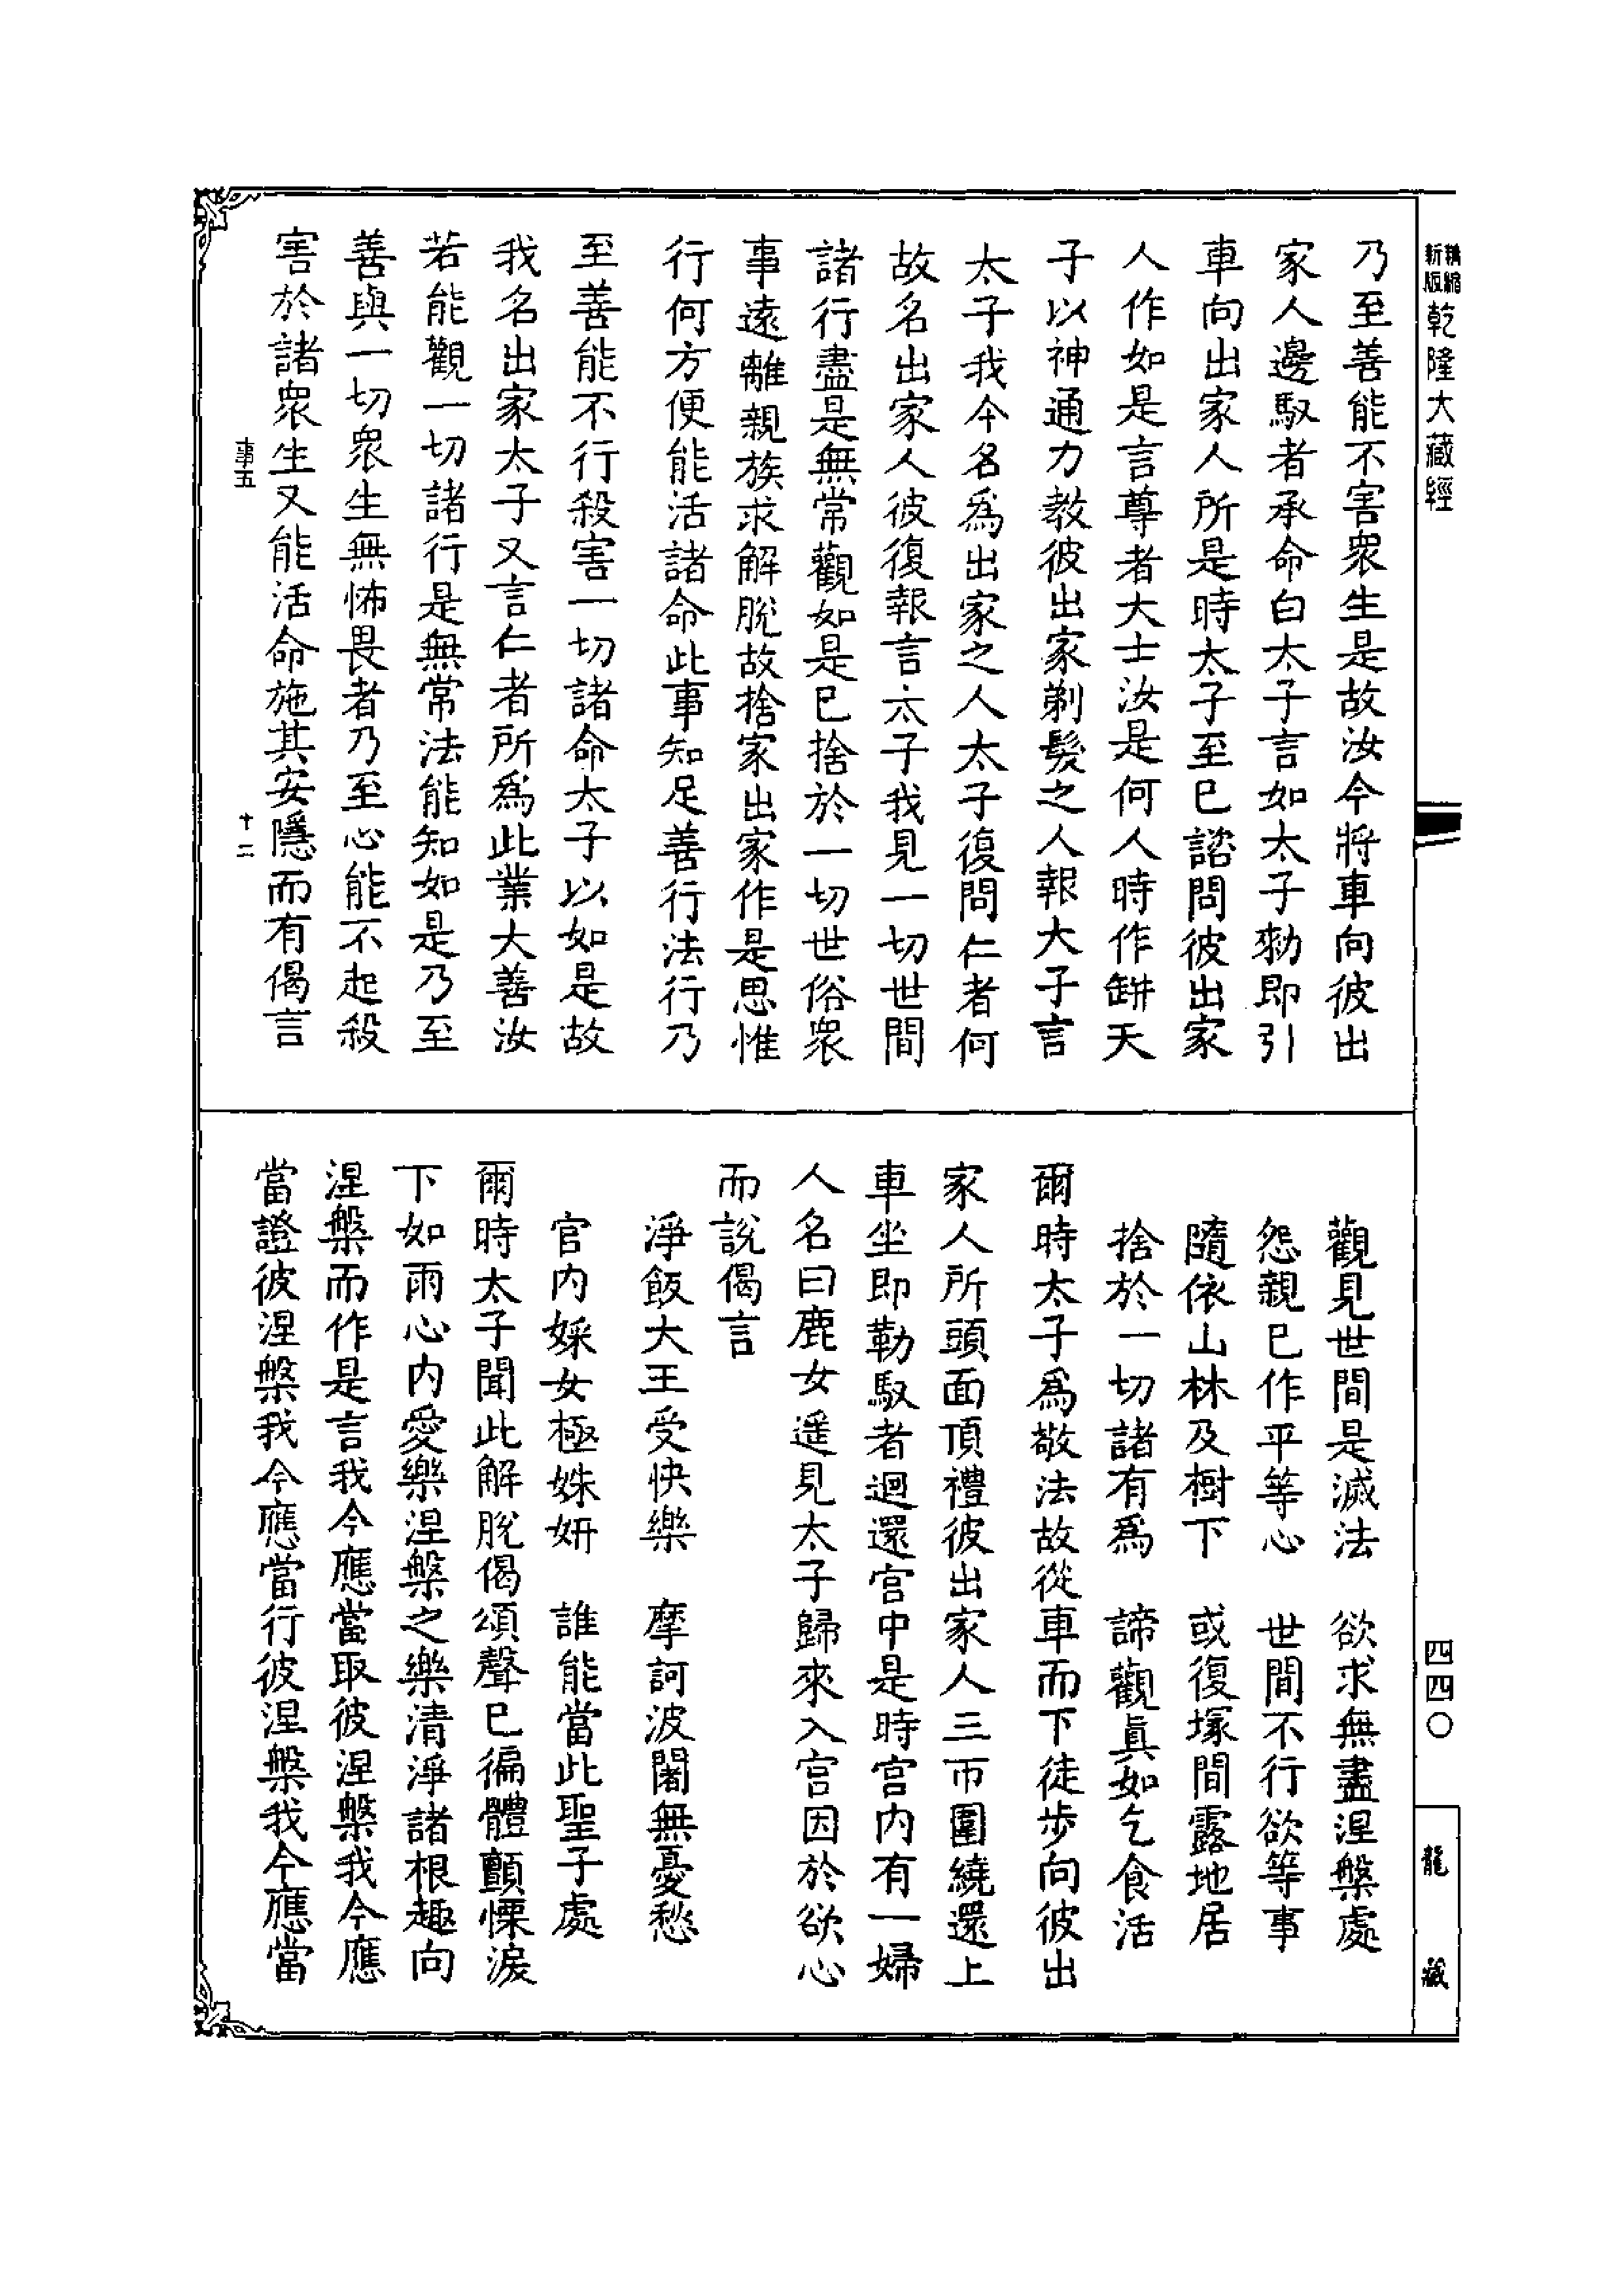 新版精縮乾隆大藏經
乃至善能不害衆生是故汝今將車向彼出
家人邊馭者承命白太子言如太子勑即引
車向出家人所是時太子至已諮問彼出家
人作如是言尊者大士汝是何人時作缾天
子以神通力教彼出家剃髮之人報大子言
太子我今名爲出家之人太子復問仁者何
故名出家人彼復報言太子我見一切世間
諸行盡是無常觀如是已捨於一切世俗衆
事遠離親族求解脫故捨家出家作是思惟
行何方便能活諸命此事知足善行法行乃
至善能不行殺害一切諸命太子以如是故
我名出家太子又言仁者所爲此業大善汝
若能觀一切諸行是無常法能知如是乃至
善與一切衆生無怖畏者乃至心能不起殺
害於諸衆生又能活命施其安隱而有偈言
事五
十二
觀見世間是滅法　欲求無盡涅槃處
怨親已作平等心　世間不行欲等事
隨依山林及樹下　或復塚間露地居
捨於一切諸有爲　諦觀眞如乞食活
爾時太子爲敬法故從車而下徒步向彼出
家人所頭面頂禮彼出家人三帀圍繞還上
車坐即勒馭者迴還宮中是時宮内有一婦
人名曰鹿女遥見太子歸來入宮因於欲心
而說偈言
淨飯大王受快樂　摩訶波闍無憂愁
宮内婇女極姝妍　誰能當此聖子處
爾時太子聞此解脫偈頌聲已徧體顫慄淚
下如雨心内愛樂涅槃之樂清淨諸根趣向
涅槃而作是言我今應當取彼涅槃我今應
當證彼涅槃我今應當行彼涅槃我今應當
四四〇
龍藏